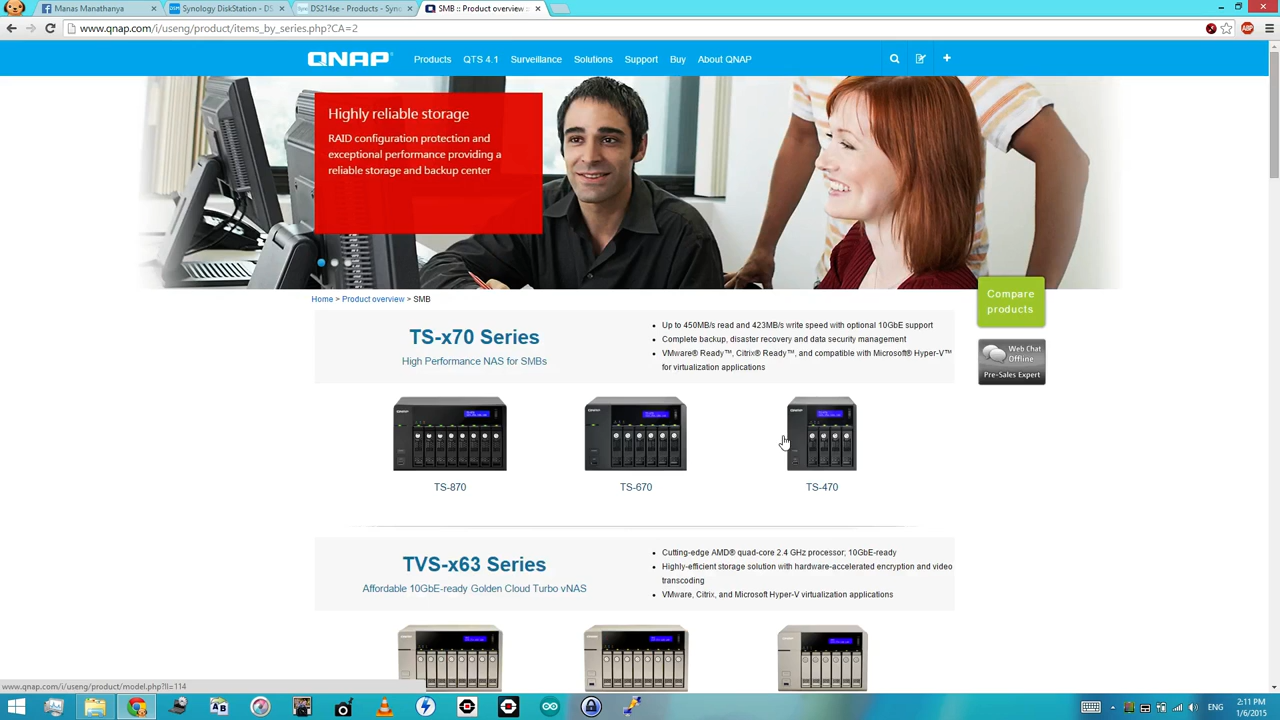 Manas Manathanya
Synology DiskStation - DS
DS214se - Products - Syno
SMB :: Product overview ::
www.qnap.com/i/useng/product/items_by_series.php?CA=2
QNAP
Products
QTS 4.1
Surveillance
Solutions
Support
Buy
About QNAP
Highly reliable storage
RAID configuration protection and
exceptional performance providing a
reliable storage and backup center
Home > Product overview > SMB
Compare
products
Web Chat
Offline
Pre-Sales Expert
TS-x70 Series
High Performance NAS for SMBs
Up to 450MB/s read and 423MB/s write speed with optional 10GbE support
Complete backup, disaster recovery and data security management
VMware® Ready™, Citrix® Ready™, and compatible with Microsoft® Hyper-V™
for virtualization applications
TS-870
TS-670
TS-470
TVS-x63 Series
Affordable 10GbE-ready Golden Cloud Turbo vNAS
Cutting-edge AMD® quad-core 2.4 GHz processor; 10GbE-ready
Highly-efficient storage solution with hardware-accelerated encryption and video
transcoding
VMware, Citrix, and Microsoft Hyper-V virtualization applications
www.qnap.com/i/useng/product/model.php?II=114
ENG
2:11 PM
1/6/2015